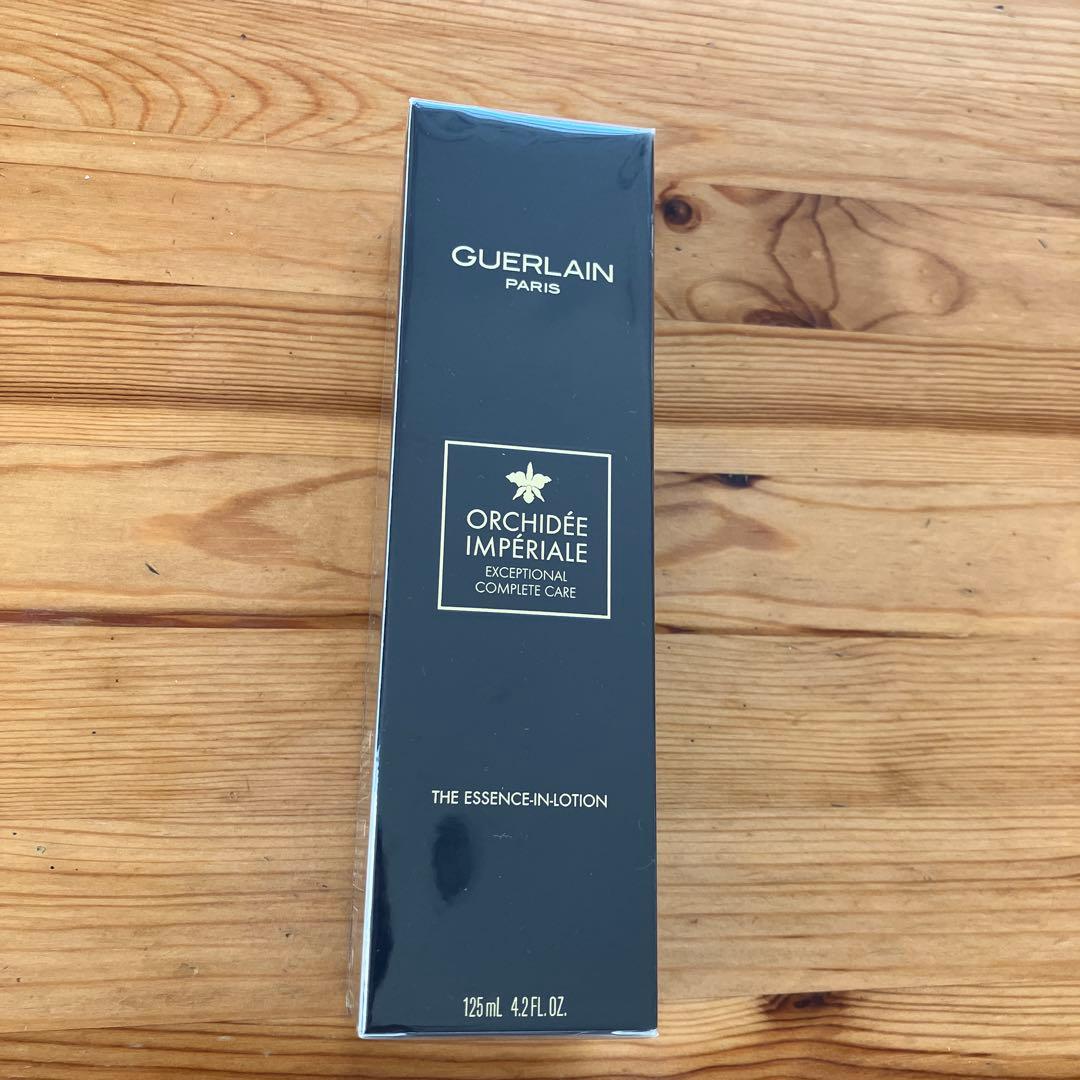 GUERLAIN
PARIS
ORCHIDÉE
IMPÉRIALE
EXCEPTIONAL
COMPLETE CARE
THE ESSENCE-IN-LOTION
125 mL 4.2 FL. OZ.